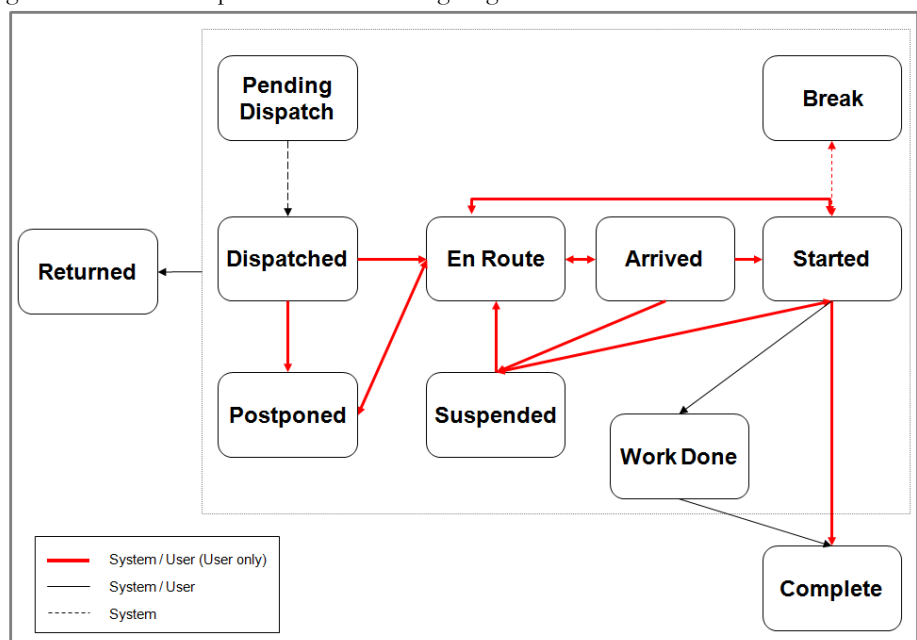 Pending
Dispatch
Break
Returned
Dispatched
En Route
Arrived
Started
Postponed
Suspended
Work Done
Complete
System / User (User only)
System / User
System